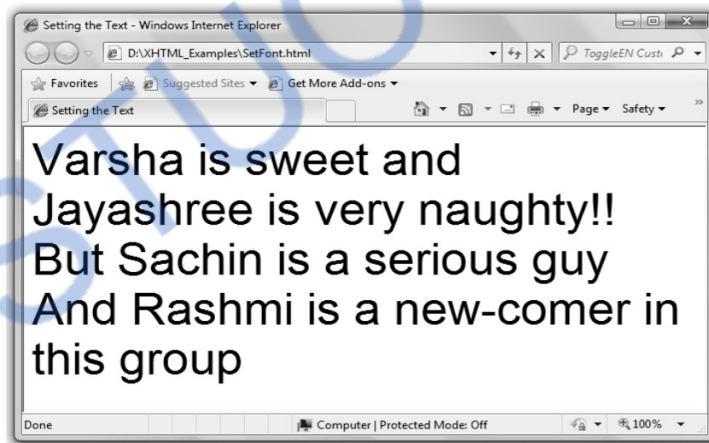 Setting the Text - Windows Internet Explorer
D:\XHTML_Examples\SetFont.html
ToggleEN Custi
Favorites Suggested Sites Get More Add-ons
Setting the Text Page Safety »
Varsha is sweet and
Jayashree is very naughty!!
But Sachin is a serious guy
And Rashmi is a new-comer in
this group
Done Computer | Protected Mode: Off 100%